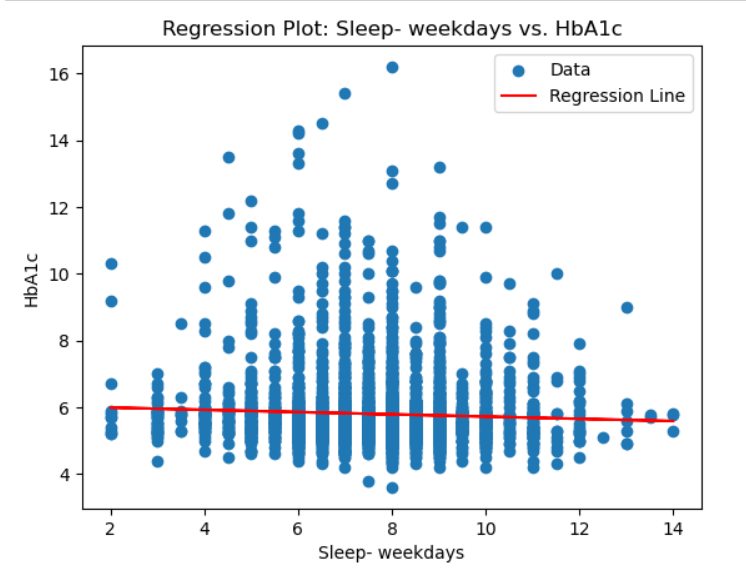 Regression Plot: Sleep- weekdays vs. HbA1c
Data
Regression Line
16
14
12
10
8
6
4
HbA1c
2 4 6 8 10 12 14
Sleep- weekdays